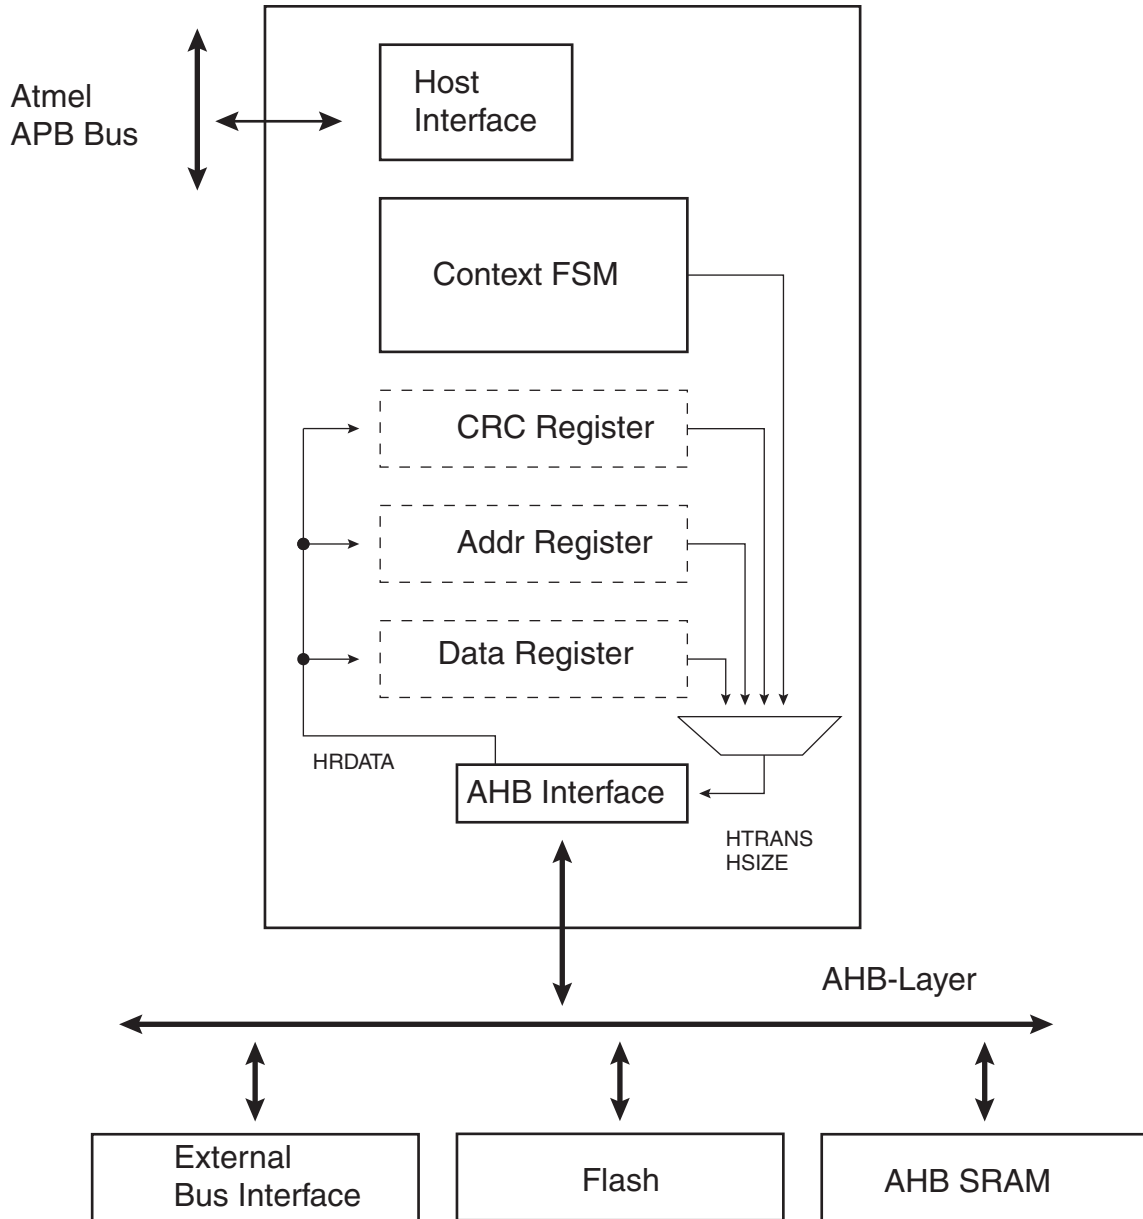 Atmel
APB Bus
Host
Interface
Context FSM
CRC Register
Addr Register
Data Register
HRDATA
AHB Interface
HTRANS
HSIZE
AHB-Layer
External
Bus Interface
Flash
AHB SRAM